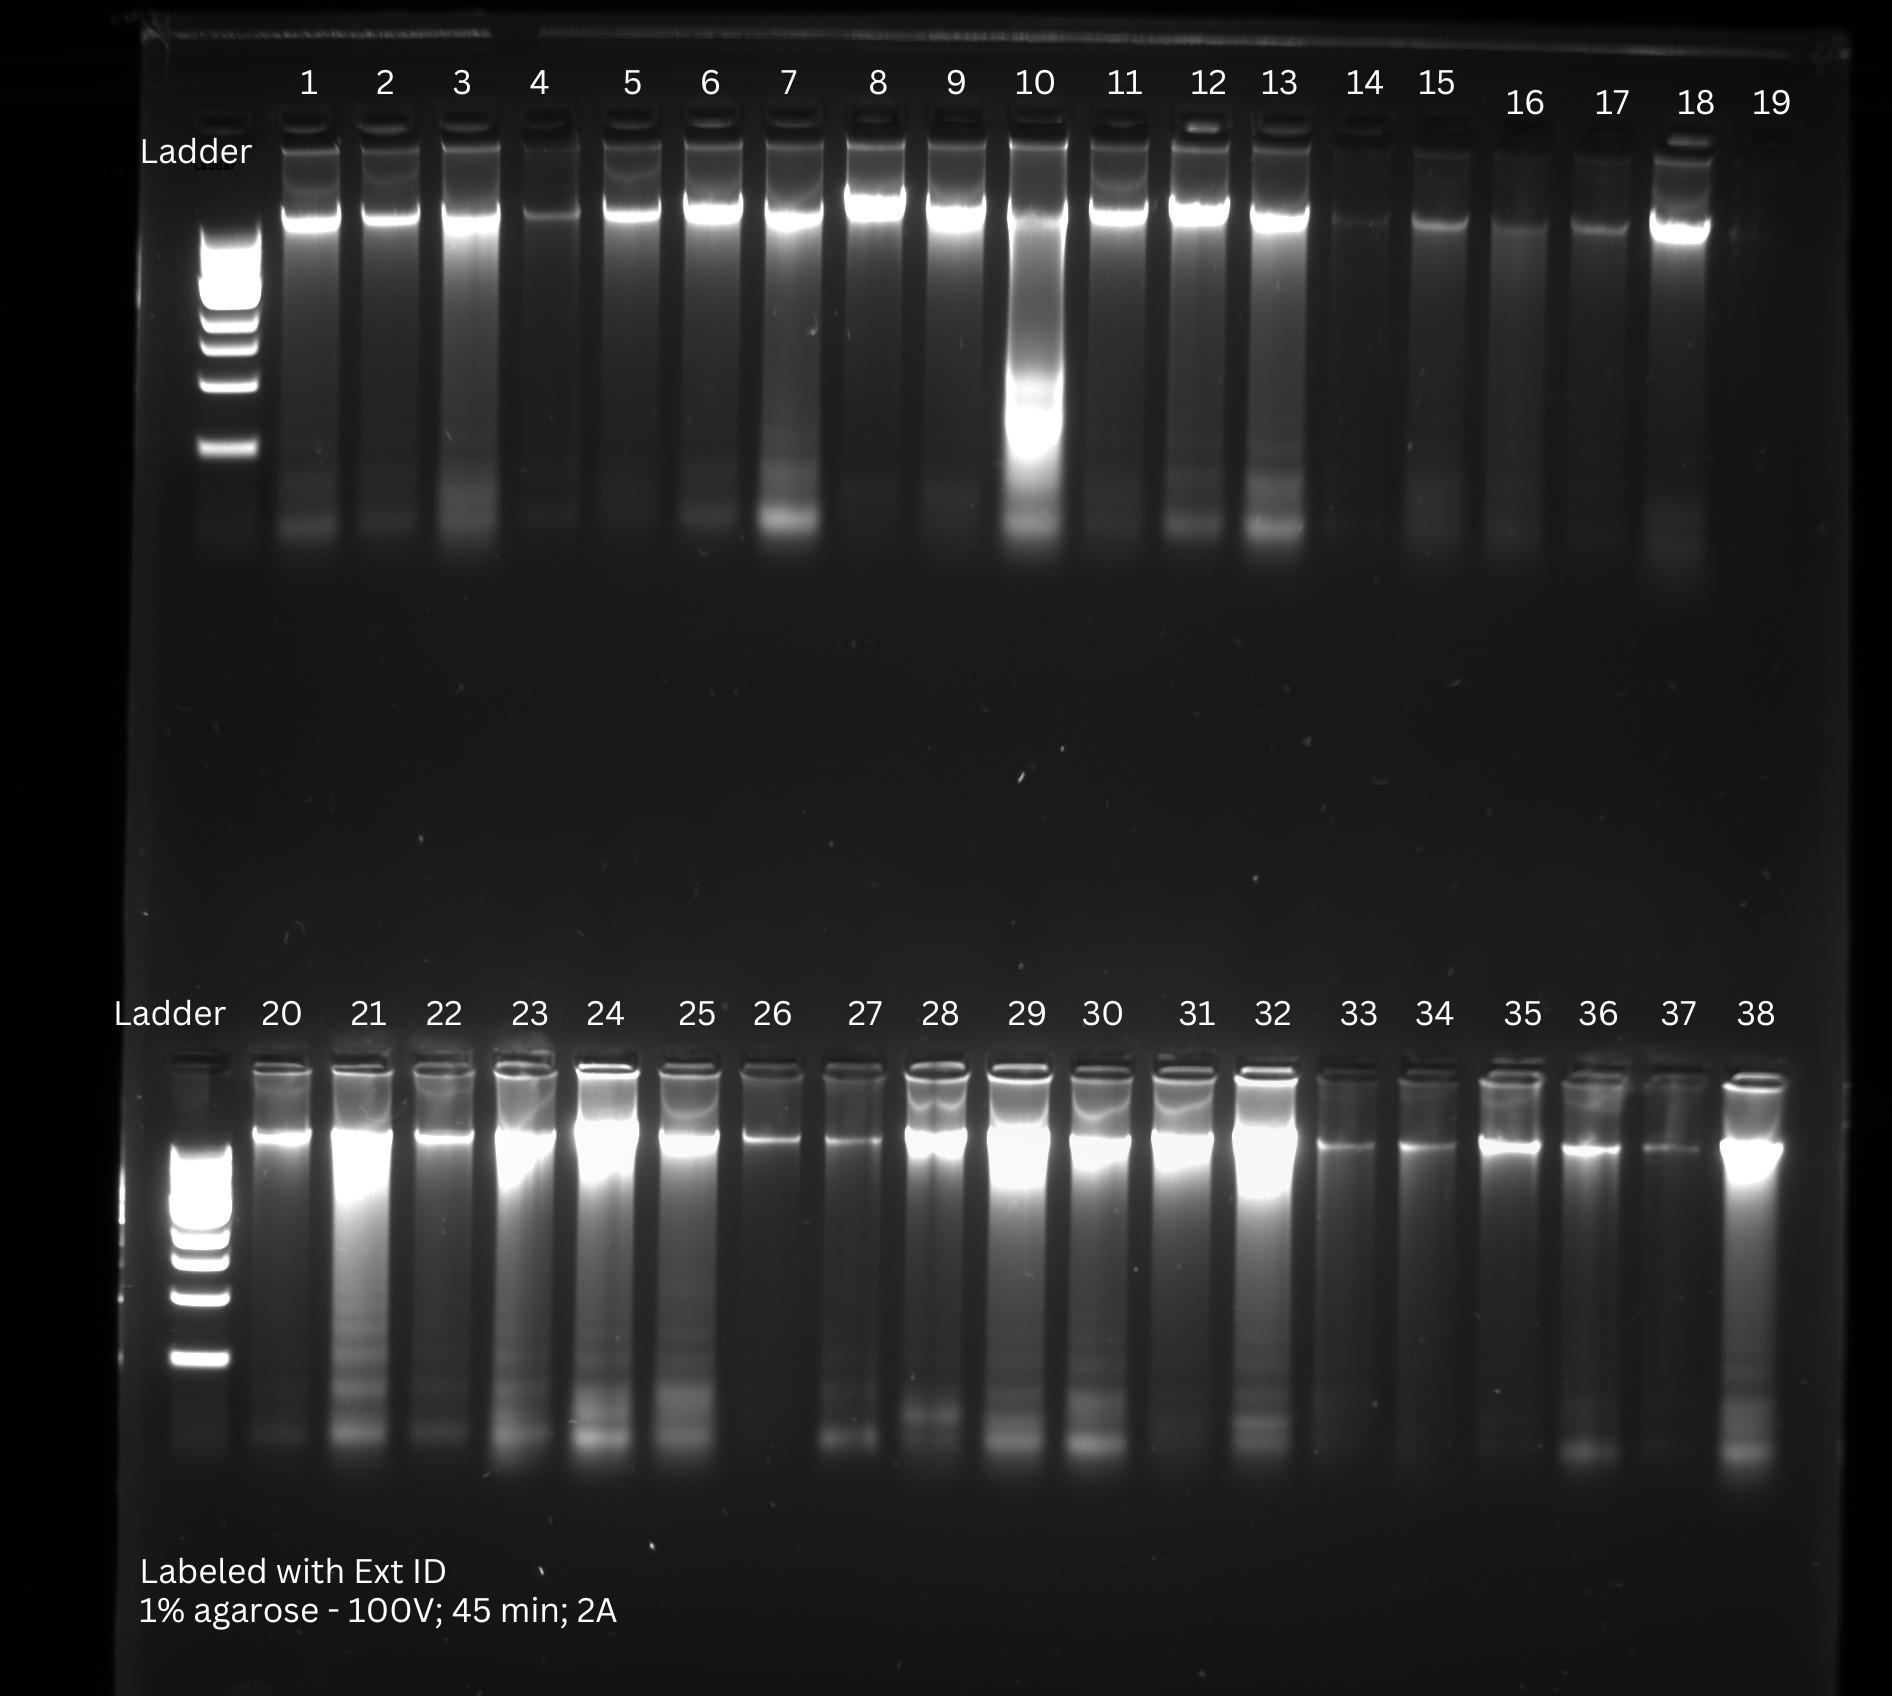 1 2 3 4 5 6 7 8 9 10 11 12 13 14 15 16 17 18 19
Ladder
Ladder 20 21 22 23 24 25 26 27 28 29 30 31 32 33 34 35 36 37 38
Labeled with Ext ID
1% agarose - 100V; 45 min; 2A